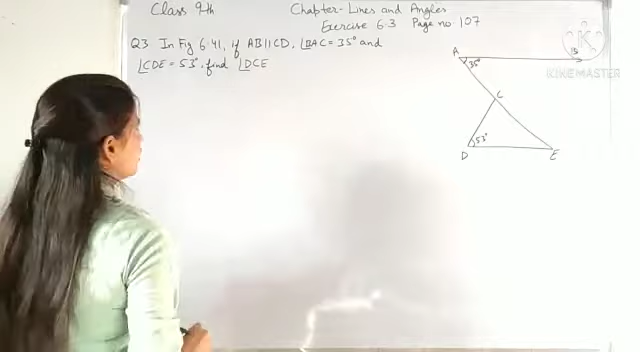 Class 9th
Chapter-Lines and Angles
Exercise 6.3 Page no. 107
Q3 In Fig 6.41, if AB||CD, ∠BAC = 35° and
∠CDE = 53°, find ∠DCE
A
B
35°
C
53°
D
E
K
KINEMASTER